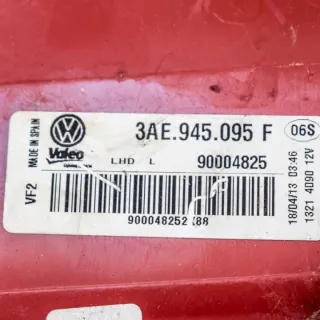 3AE.945.095 F
06S
MADE IN SPAIN
Valeo
LHD L
90004825
VF2
900048252
88
18/04/13 03:46
1321 4D90 12V